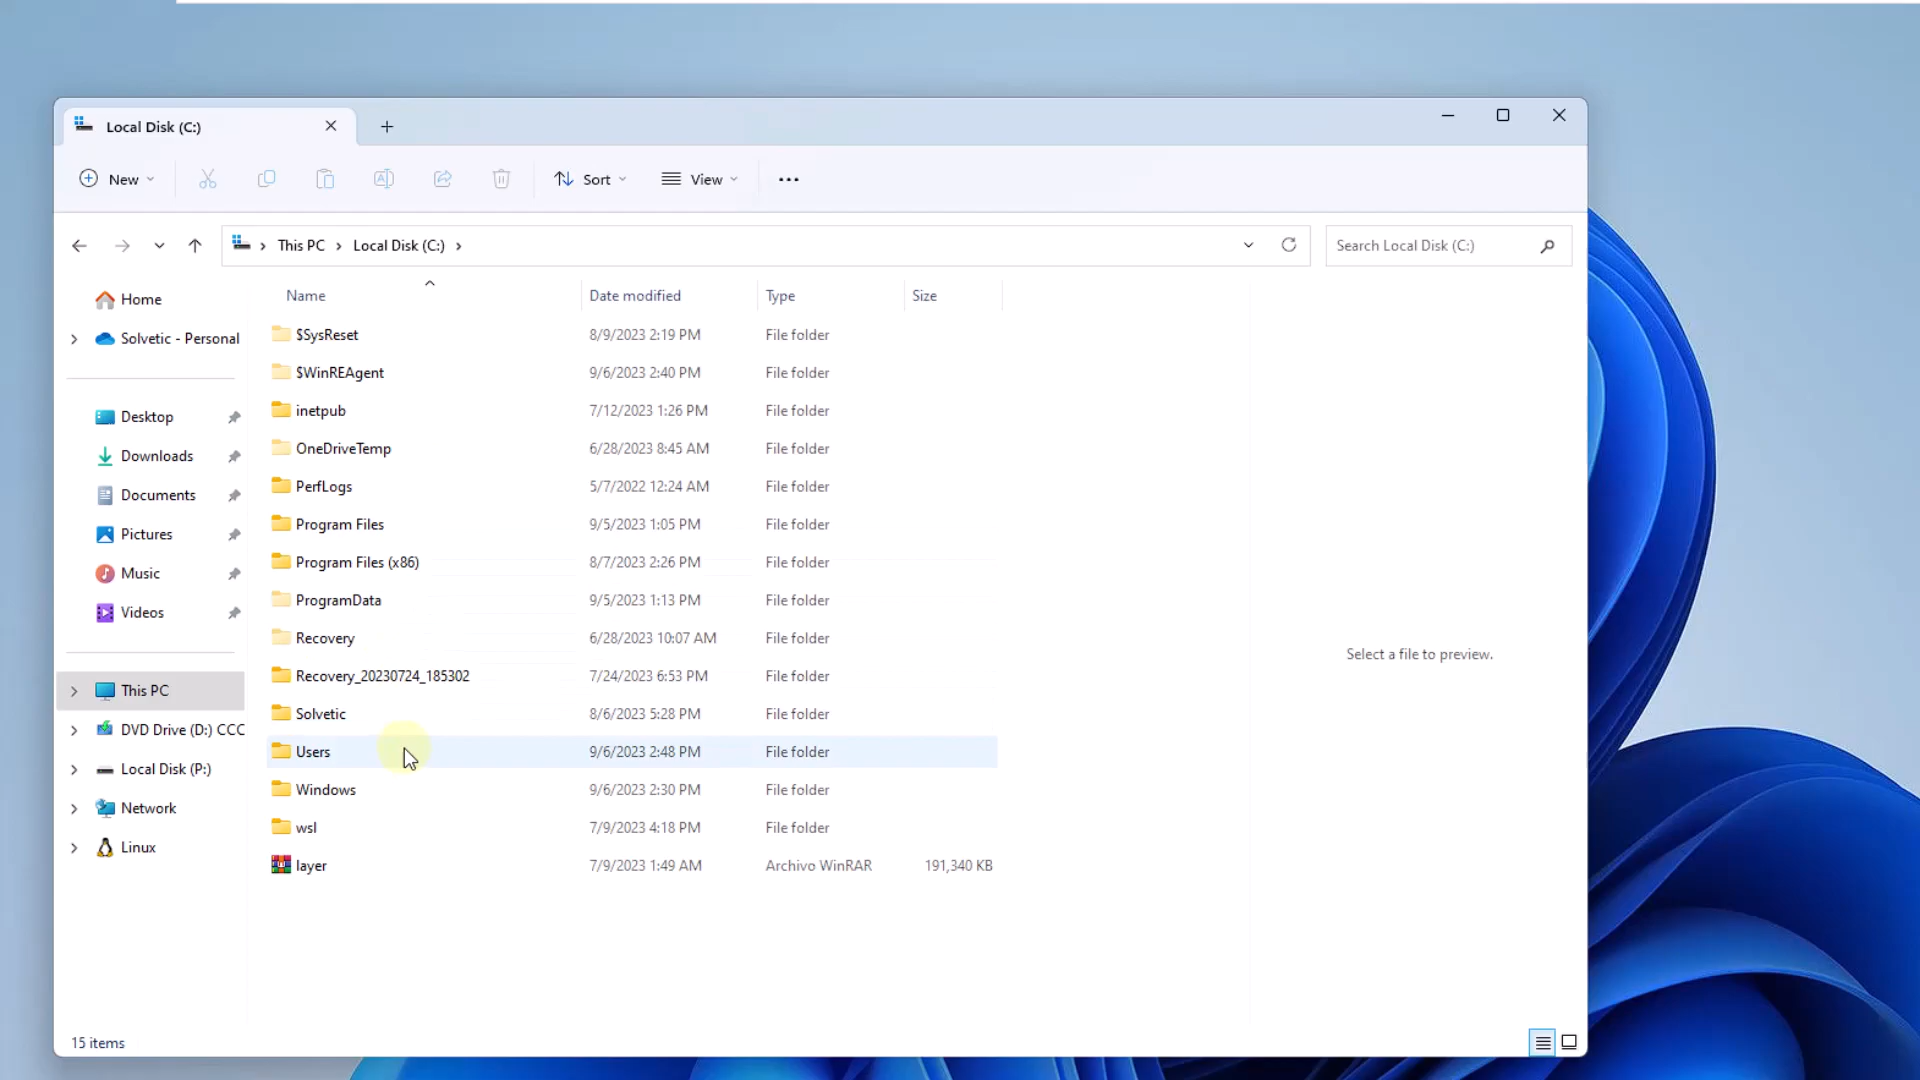 Local Disk (C:)
New Sort View
This PC Local Disk (C:) Search Local Disk (C:)
Name Date modified Type Size
Home
Solvetic - Personal
Desktop
Downloads
Documents
Pictures
Music
Videos
This PC
DVD Drive (D:) CCC
Local Disk (P:)
Network
Linux
$SysReset 8/9/2023 2:19 PM File folder
$WinREAgent 9/6/2023 2:40 PM File folder
inetpub 7/12/2023 1:26 PM File folder
OneDriveTemp 6/28/2023 8:45 AM File folder
PerfLogs 5/7/2022 12:24 AM File folder
Program Files 9/5/2023 1:05 PM File folder
Program Files (x86) 8/7/2023 2:26 PM File folder
ProgramData 9/5/2023 1:13 PM File folder
Recovery 6/28/2023 10:07 AM File folder
Recovery_20230724_185302 7/24/2023 6:53 PM File folder
Solvetic 8/6/2023 5:28 PM File folder
Users 9/6/2023 2:48 PM File folder
Windows 9/6/2023 2:30 PM File folder
wsl 7/9/2023 4:18 PM File folder
layer 7/9/2023 1:49 AM Archivo WinRAR 191,340 KB
Select a file to preview.
15 items